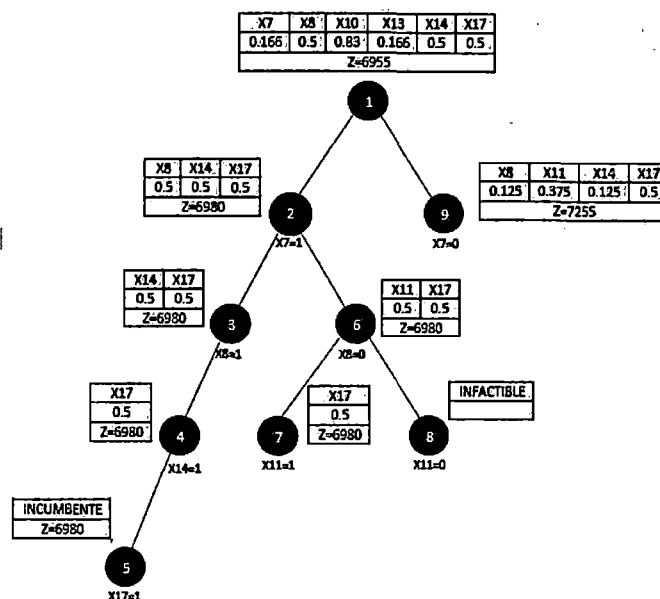 X7 X8 X10 X13 X14 X17
0.166 0.5 0.83 0.166 0.5 0.5
Z=6955
1
X8 X14 X17
0.5 0.5 0.5
Z=6980
2
X7=1
X8 X11 X14 X17
0.125 0.375 0.125 0.5
Z=7255
9
X7=0
X14 X17
0.5 0.5
Z=6980
3
X8=1
6
X8=0
X11 X17
0.5 0.5
Z=6980
X17
0.5
Z=6980
4
X14=1
7
X11=1
X17
0.5
Z=6980
8
X11=0
INFACTIBLE
INCUMBENTE
Z=6980
5
X17=1